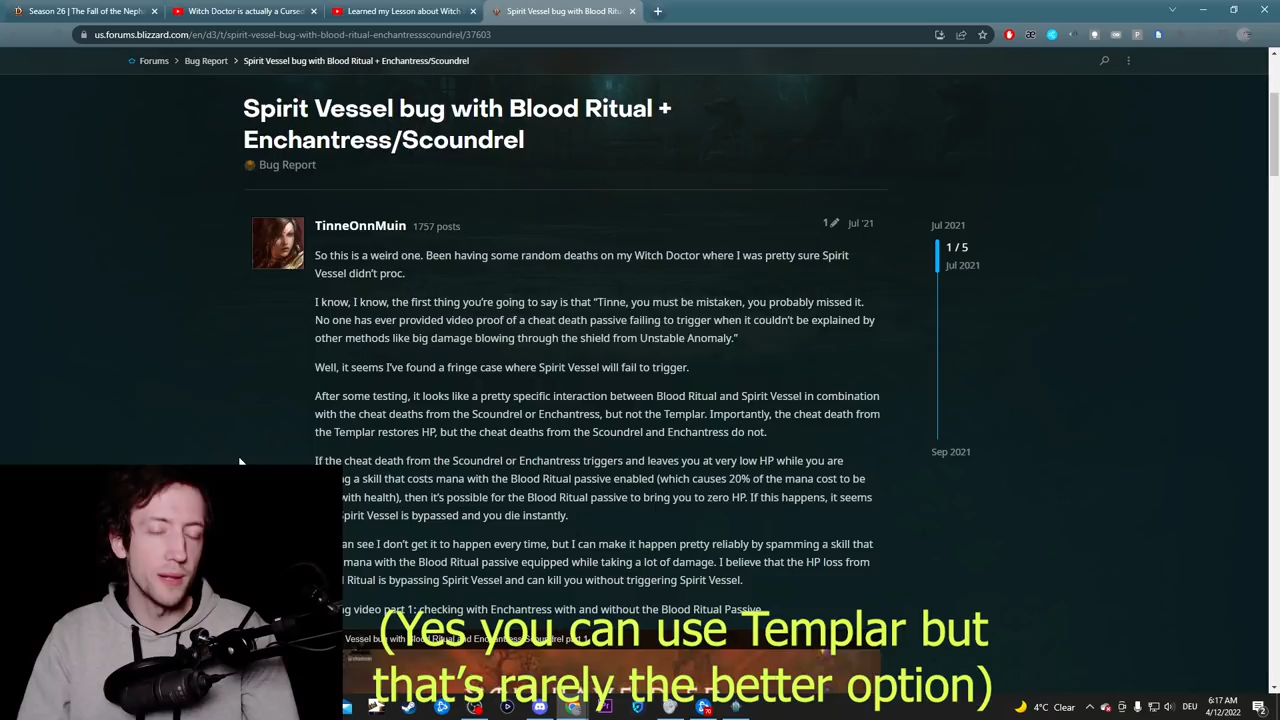 Season 26 | The Fall of the Neph
Witch Doctor is actually a Cursed
Learned my Lesson about Witch
Spirit Vessel bug with Blood Ritu
us.forums.blizzard.com/en/d3/t/spirit-vessel-bug-with-blood-ritual-enchantressscoundrel/37603
Forums > Bug Report > Spirit Vessel bug with Blood Ritual + Enchantress/Scoundrel
Spirit Vessel bug with Blood Ritual +
Enchantress/Scoundrel
Bug Report
TinneOnnMuin 1757 posts
1 Jul '21
So this is a weird one. Been having some random deaths on my Witch Doctor where I was pretty sure Spirit
Vessel didn’t proc.
I know, I know, the first thing you’re going to say is that “Tinne, you must be mistaken, you probably missed it.
No one has ever provided video proof of a cheat death passive failing to trigger when it couldn’t be explained by
other methods like big damage blowing through the shield from Unstable Anomaly.”
Well, it seems I’ve found a fringe case where Spirit Vessel will fail to trigger.
After some testing, it looks like a pretty specific interaction between Blood Ritual and Spirit Vessel in combination
with the cheat deaths from the Scoundrel or Enchantress, but not the Templar. Importantly, the cheat death from
the Templar restores HP, but the cheat deaths from the Scoundrel and Enchantress do not.
If the cheat death from the Scoundrel or Enchantress triggers and leaves you at very low HP while you are
g a skill that costs mana with the Blood Ritual passive enabled (which causes 20% of the mana cost to be
with health), then it’s possible for the Blood Ritual passive to bring you to zero HP. If this happens, it seems
Spirit Vessel is bypassed and you die instantly.
an see I don’t get it to happen every time, but I can make it happen pretty reliably by spamming a skill that
mana with the Blood Ritual passive equipped while taking a lot of damage. I believe that the HP loss from
d Ritual is bypassing Spirit Vessel and can kill you without triggering Spirit Vessel.
g video part 1: checking with Enchantress with and without the Blood Ritual Passive
Vessel bug with Blood Ritual and Enchantress/Scoundrel part 1
Jul 2021
1 / 5
Jul 2021
Sep 2021
(Yes you can use Templar but
that’s rarely the better option)
4°C Clear
DEU
6:17 AM
4/12/2022